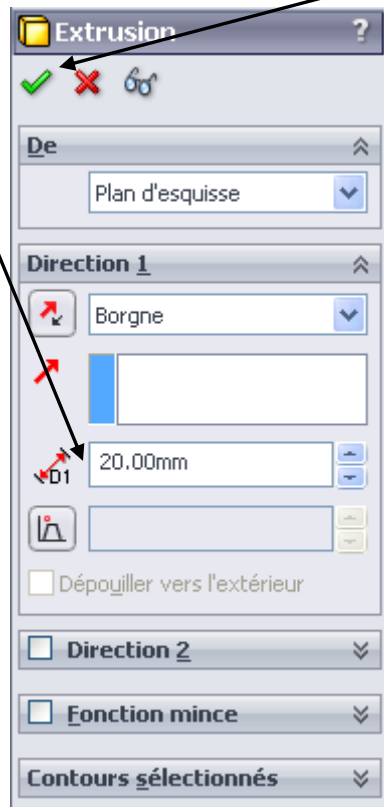 Extrusion ?
De
Plan d'esquisse
Direction 1
Borgne
D1 20.00mm
Dépouiller vers l'extérieur
Direction 2
Fonction mince
Contours sélectionnés